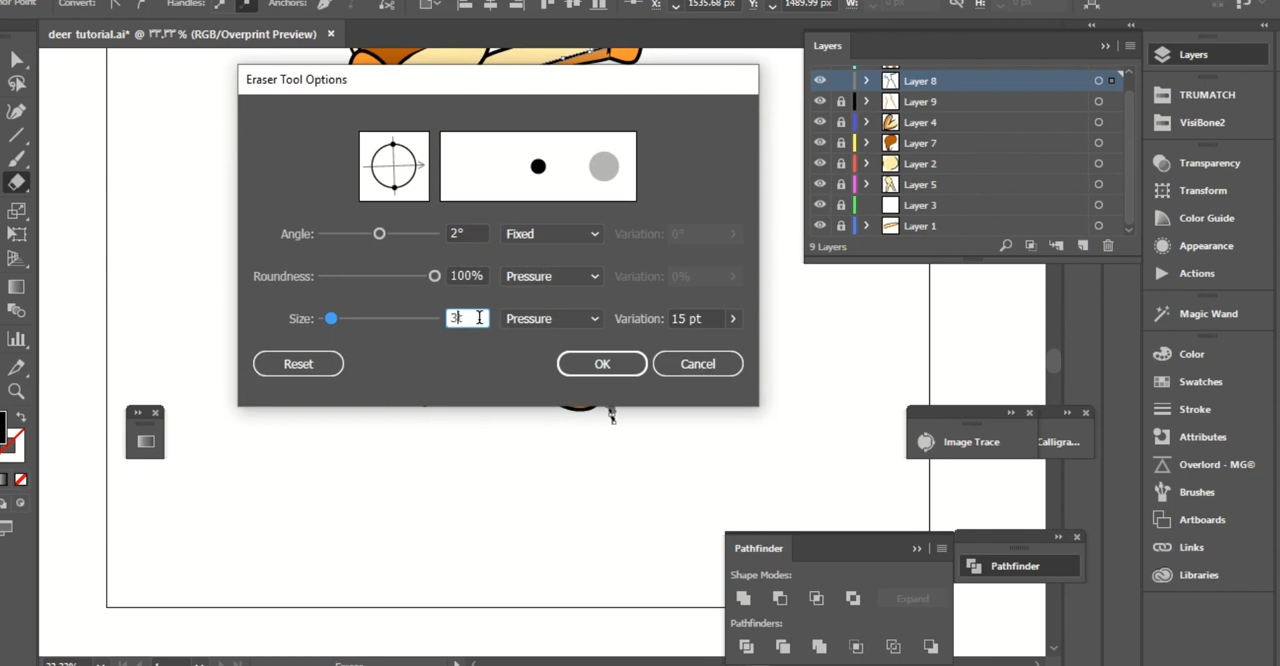 Convert:
Handles:
Anchors:
X: 1535.68 px
Y: 1489.99 px
W:
H:
deer tutorial.ai* @ ۳۳.۳۳ % (RGB/Overprint Preview)
Eraser Tool Options
Angle: 2° Fixed Variation: 0°
Roundness: 100% Pressure Variation: 0%
Size: Pressure Variation: 15 pt
Reset
OK
Cancel
Layers
Layer 8
Layer 9
Layer 4
Layer 7
Layer 2
Layer 5
Layer 3
Layer 1
9 Layers
Layers
TRUMATCH
VisiBone2
Transparency
Transform
Color Guide
Appearance
Actions
Magic Wand
Color
Swatches
Stroke
Attributes
Overlord - MG©
Brushes
Artboards
Links
Libraries
Image Trace
Calligra...
Pathfinder
Shape Modes:
Expand
Pathfinders:
Pathfinder